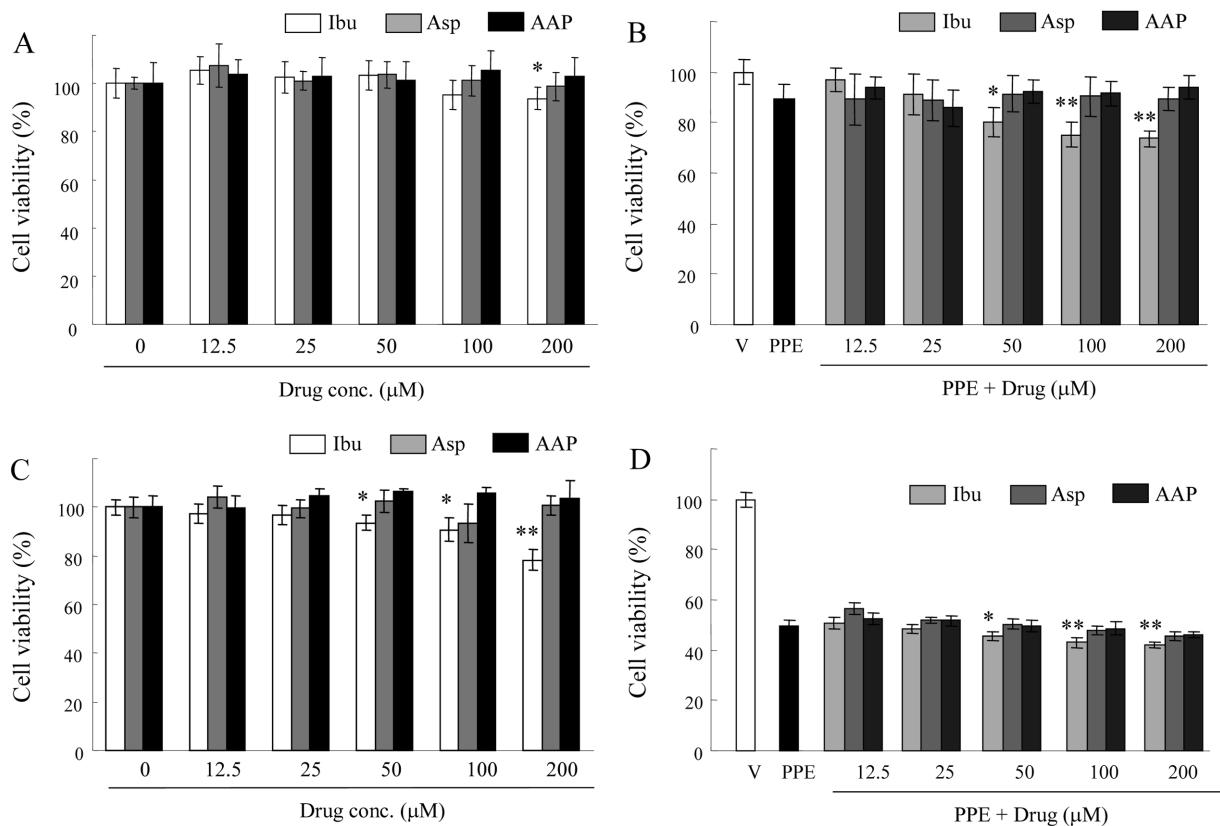 A
Ibu Asp AAP
Cell viability (%)
100
80
60
40
20
0
*
0 12.5 25 50 100 200
Drug conc. (μM)
B
Ibu Asp AAP
Cell viability (%)
100
80
60
40
20
0
* ** **
V PPE 12.5 25 50 100 200
PPE + Drug (μM)
C
Ibu Asp AAP
Cell viability (%)
100
80
60
40
20
0
* * **
0 12.5 25 50 100 200
Drug conc. (μM)
D
Ibu Asp AAP
Cell viability (%)
100
80
60
40
20
0
* ** **
V PPE 12.5 25 50 100 200
PPE + Drug (μM)